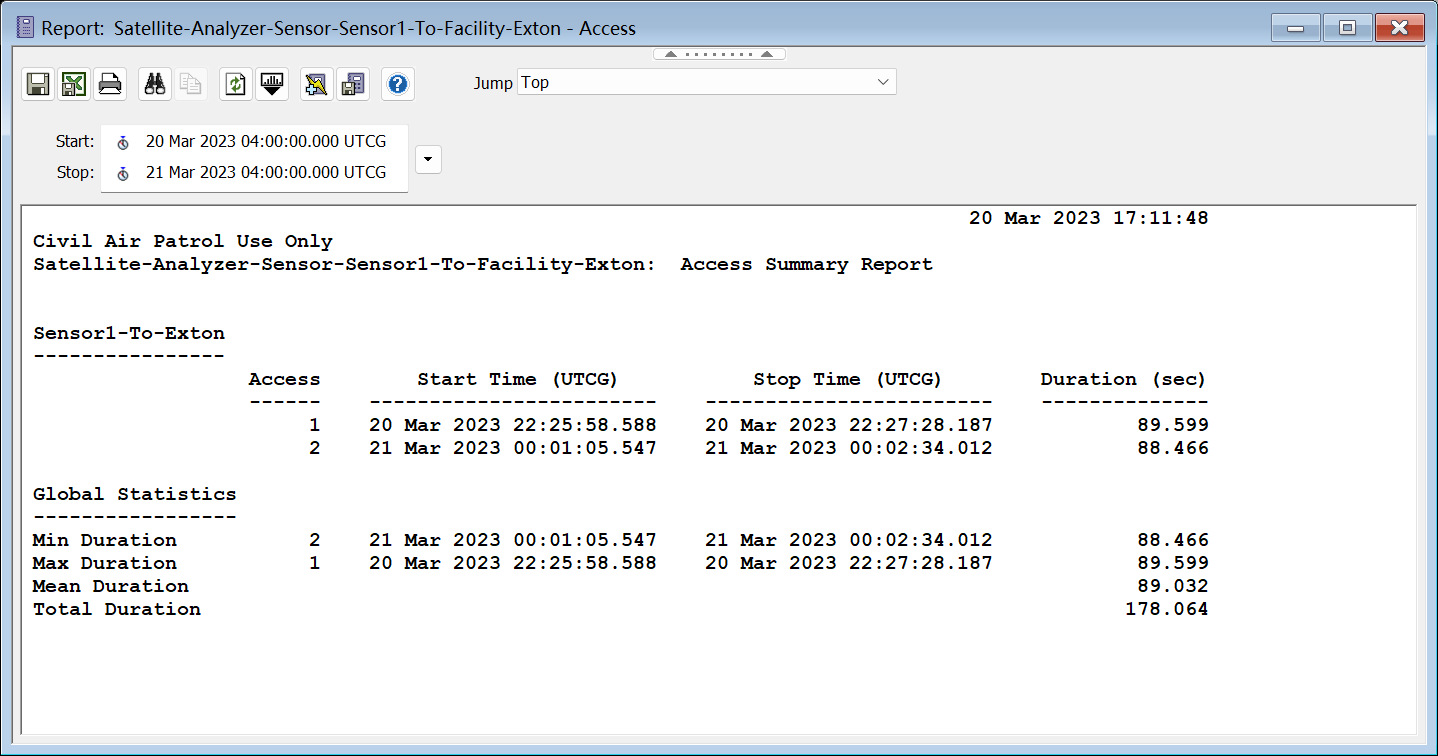 Report: Satellite-Analyzer-Sensor-Sensor1-To-Facility-Exton - Access
Jump Top
Start: 20 Mar 2023 04:00:00.000 UTCG
Stop: 21 Mar 2023 04:00:00.000 UTCG
20 Mar 2023 17:11:48
Civil Air Patrol Use Only
Satellite-Analyzer-Sensor-Sensor1-To-Facility-Exton: Access Summary Report
Sensor1-To-Exton
----------------
Access Start Time (UTCG) Stop Time (UTCG) Duration (sec)
------ ------------------------ ------------------------ --------------
1 20 Mar 2023 22:25:58.588 20 Mar 2023 22:27:28.187 89.599
2 21 Mar 2023 00:01:05.547 21 Mar 2023 00:02:34.012 88.466
Global Statistics
-----------------
Min Duration 2 21 Mar 2023 00:01:05.547 21 Mar 2023 00:02:34.012 88.466
Max Duration 1 20 Mar 2023 22:25:58.588 20 Mar 2023 22:27:28.187 89.599
Mean Duration 89.032
Total Duration 178.064